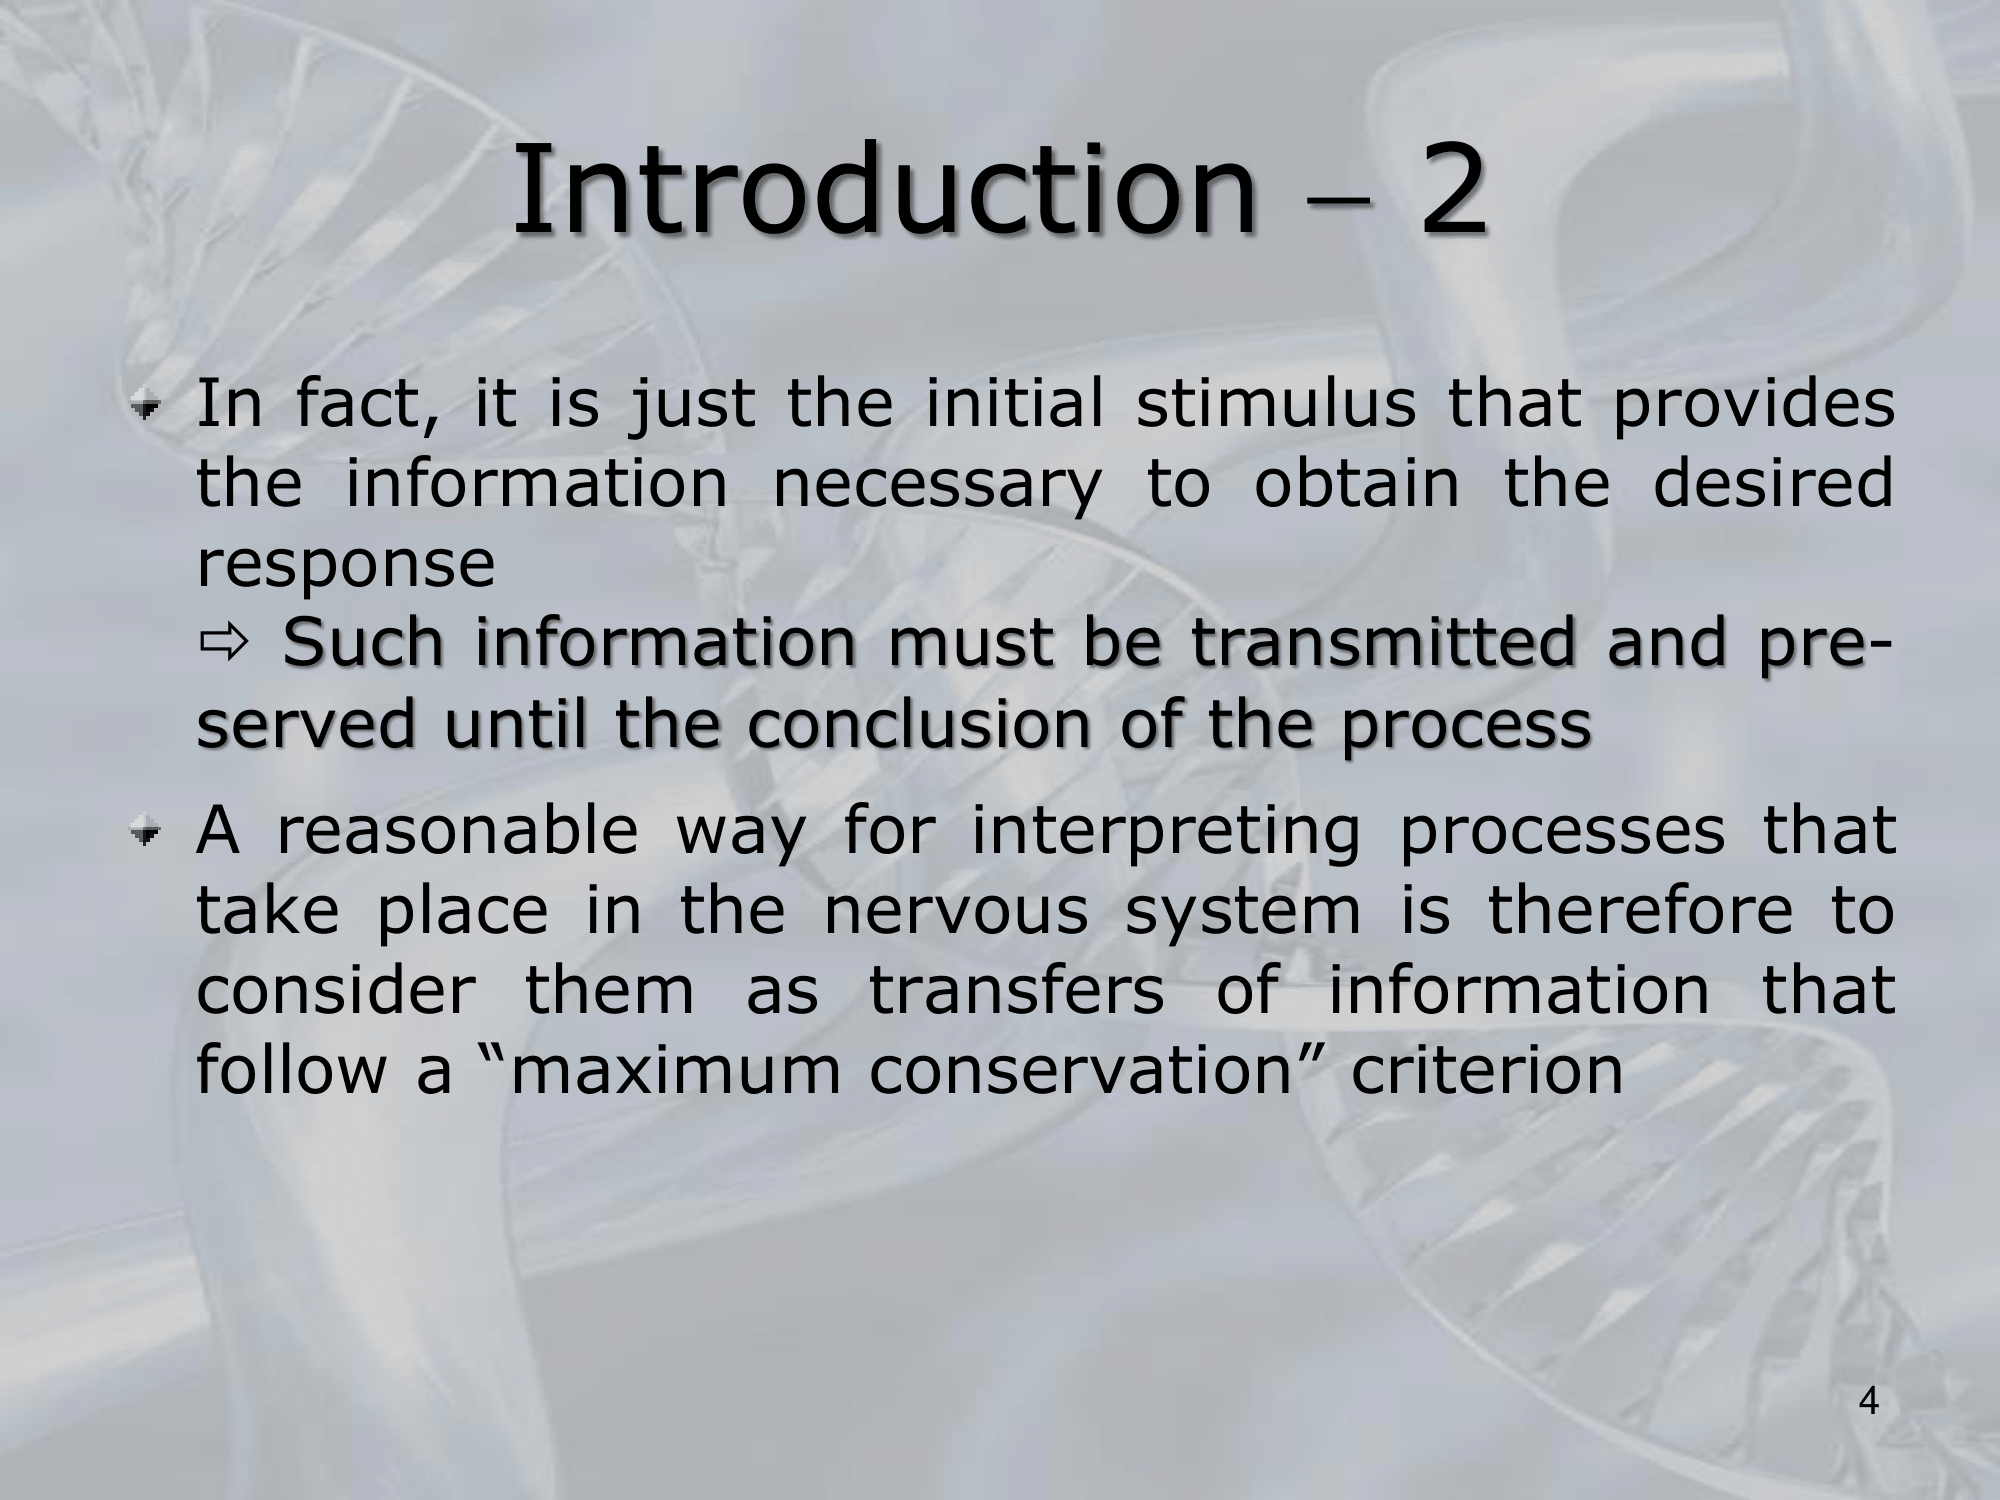 Introduction – 2
In fact, it is just the initial stimulus that provides
the information necessary to obtain the desired
response
⇨ Such information must be transmitted and pre-
served until the conclusion of the process
A reasonable way for interpreting processes that
take place in the nervous system is therefore to
consider them as transfers of information that
follow a “maximum conservation” criterion
4